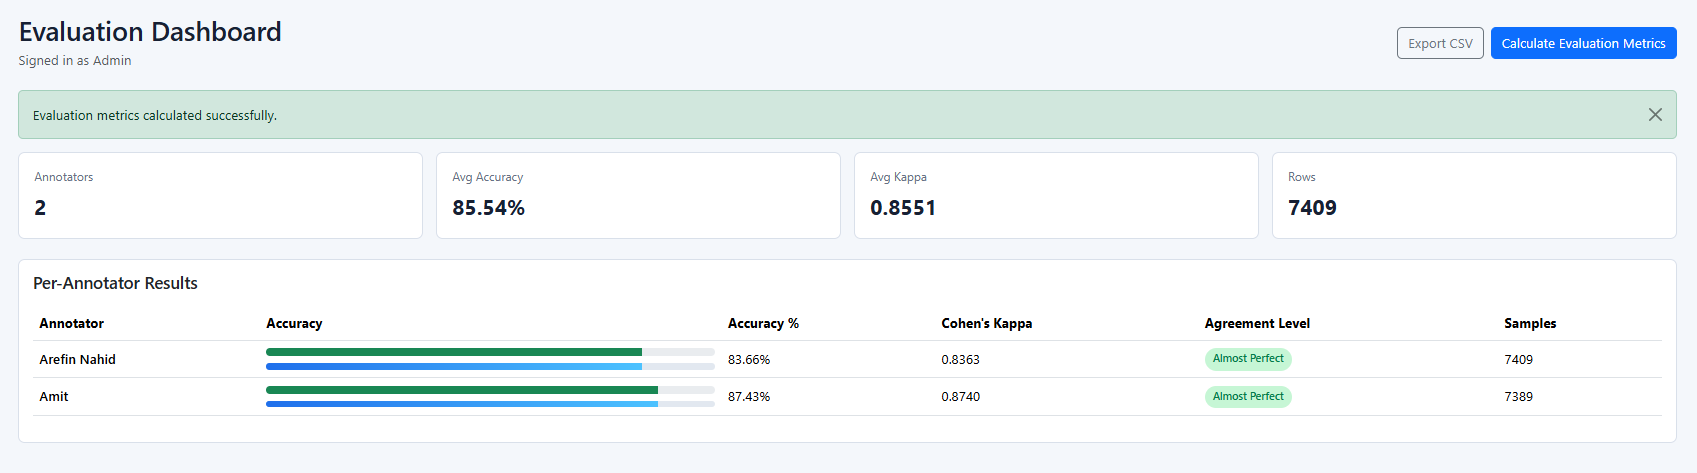 Evaluation Dashboard
Signed in as Admin
Export CSV
Calculate Evaluation Metrics
Evaluation metrics calculated successfully.
Annotators
2
Avg Accuracy
85.54%
Avg Kappa
0.8551
Rows
7409
Per-Annotator Results
Annotator Accuracy Accuracy % Cohen's Kappa Agreement Level Samples
Arefin Nahid 83.66% 0.8363 Almost Perfect 7409
Amit 87.43% 0.8740 Almost Perfect 7389